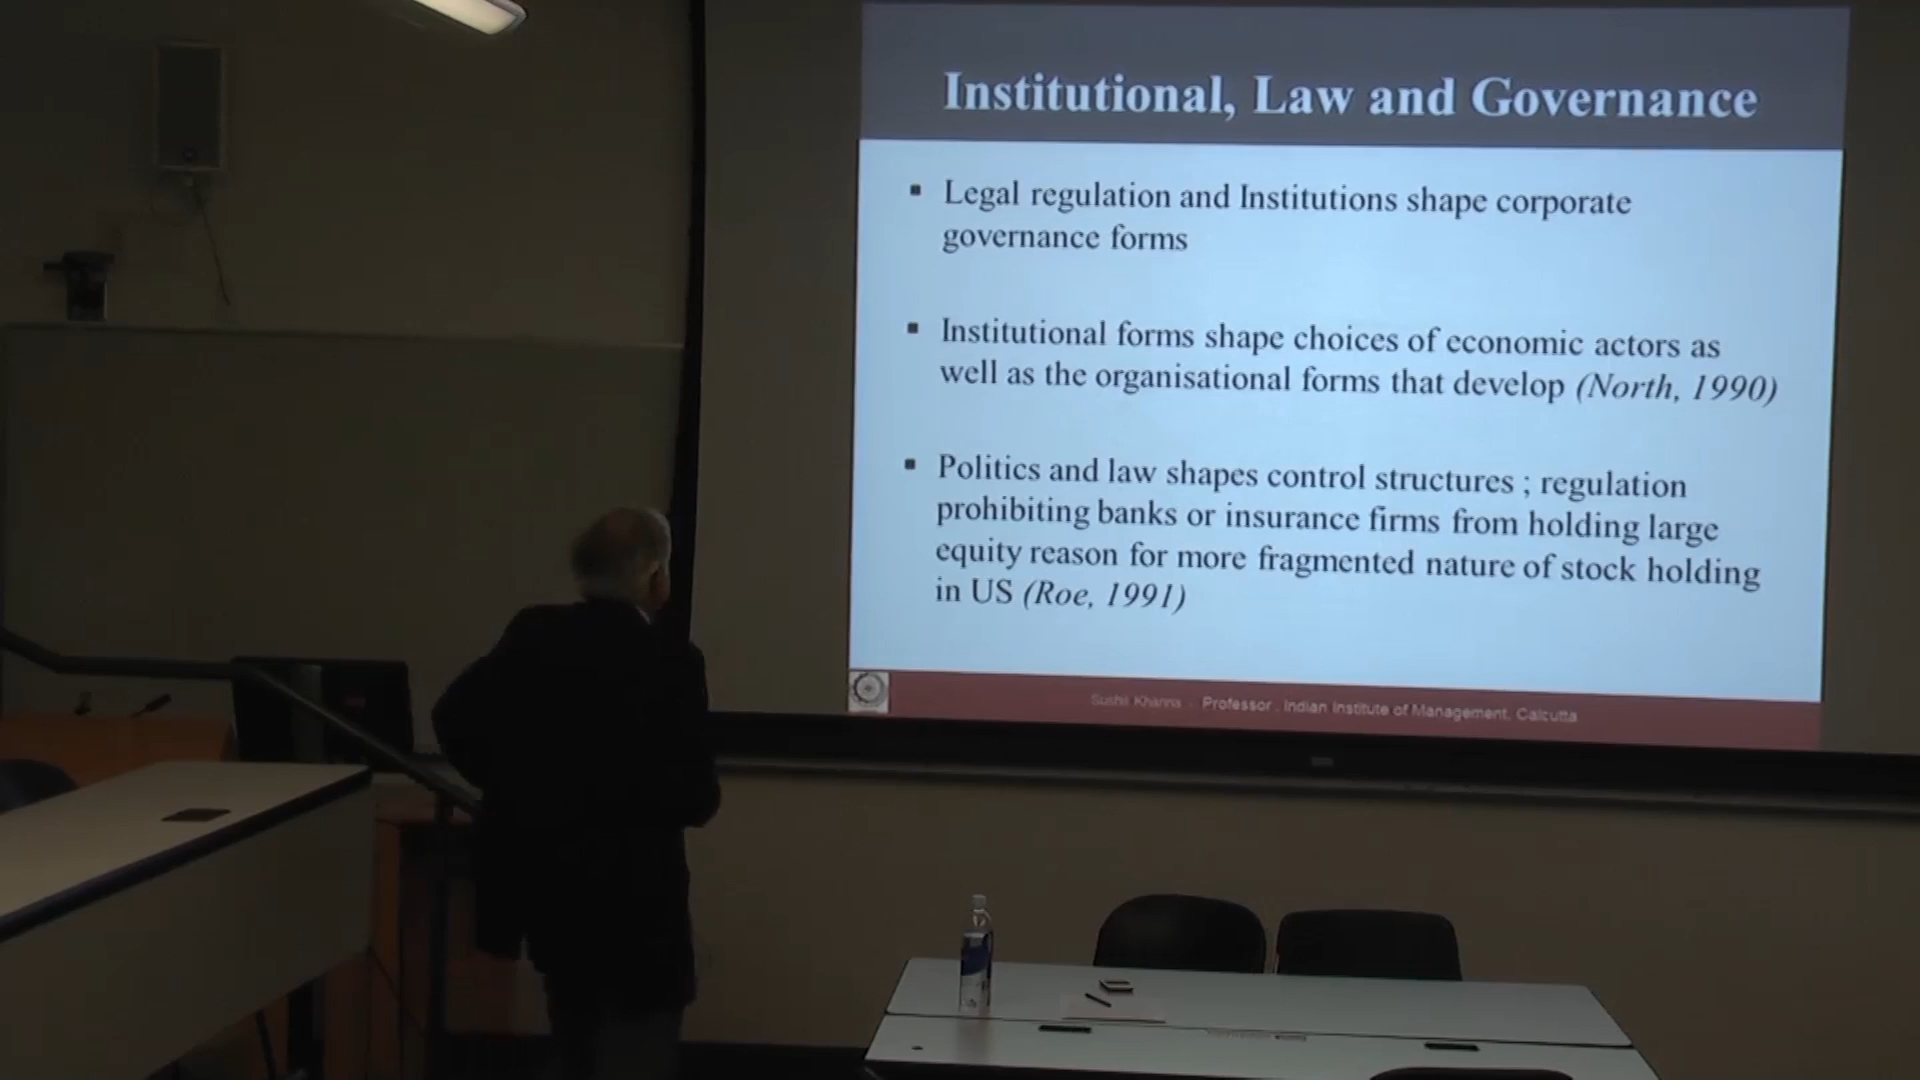 Institutional, Law and Governance
Legal regulation and Institutions shape corporate
governance forms
Institutional forms shape choices of economic actors as
well as the organisational forms that develop (North, 1990)
Politics and law shapes control structures ; regulation
prohibiting banks or insurance firms from holding large
equity reason for more fragmented nature of stock holding
in US (Roe, 1991)
Sushil Khanna - Professor . Indian Institute of Management, Calcutta